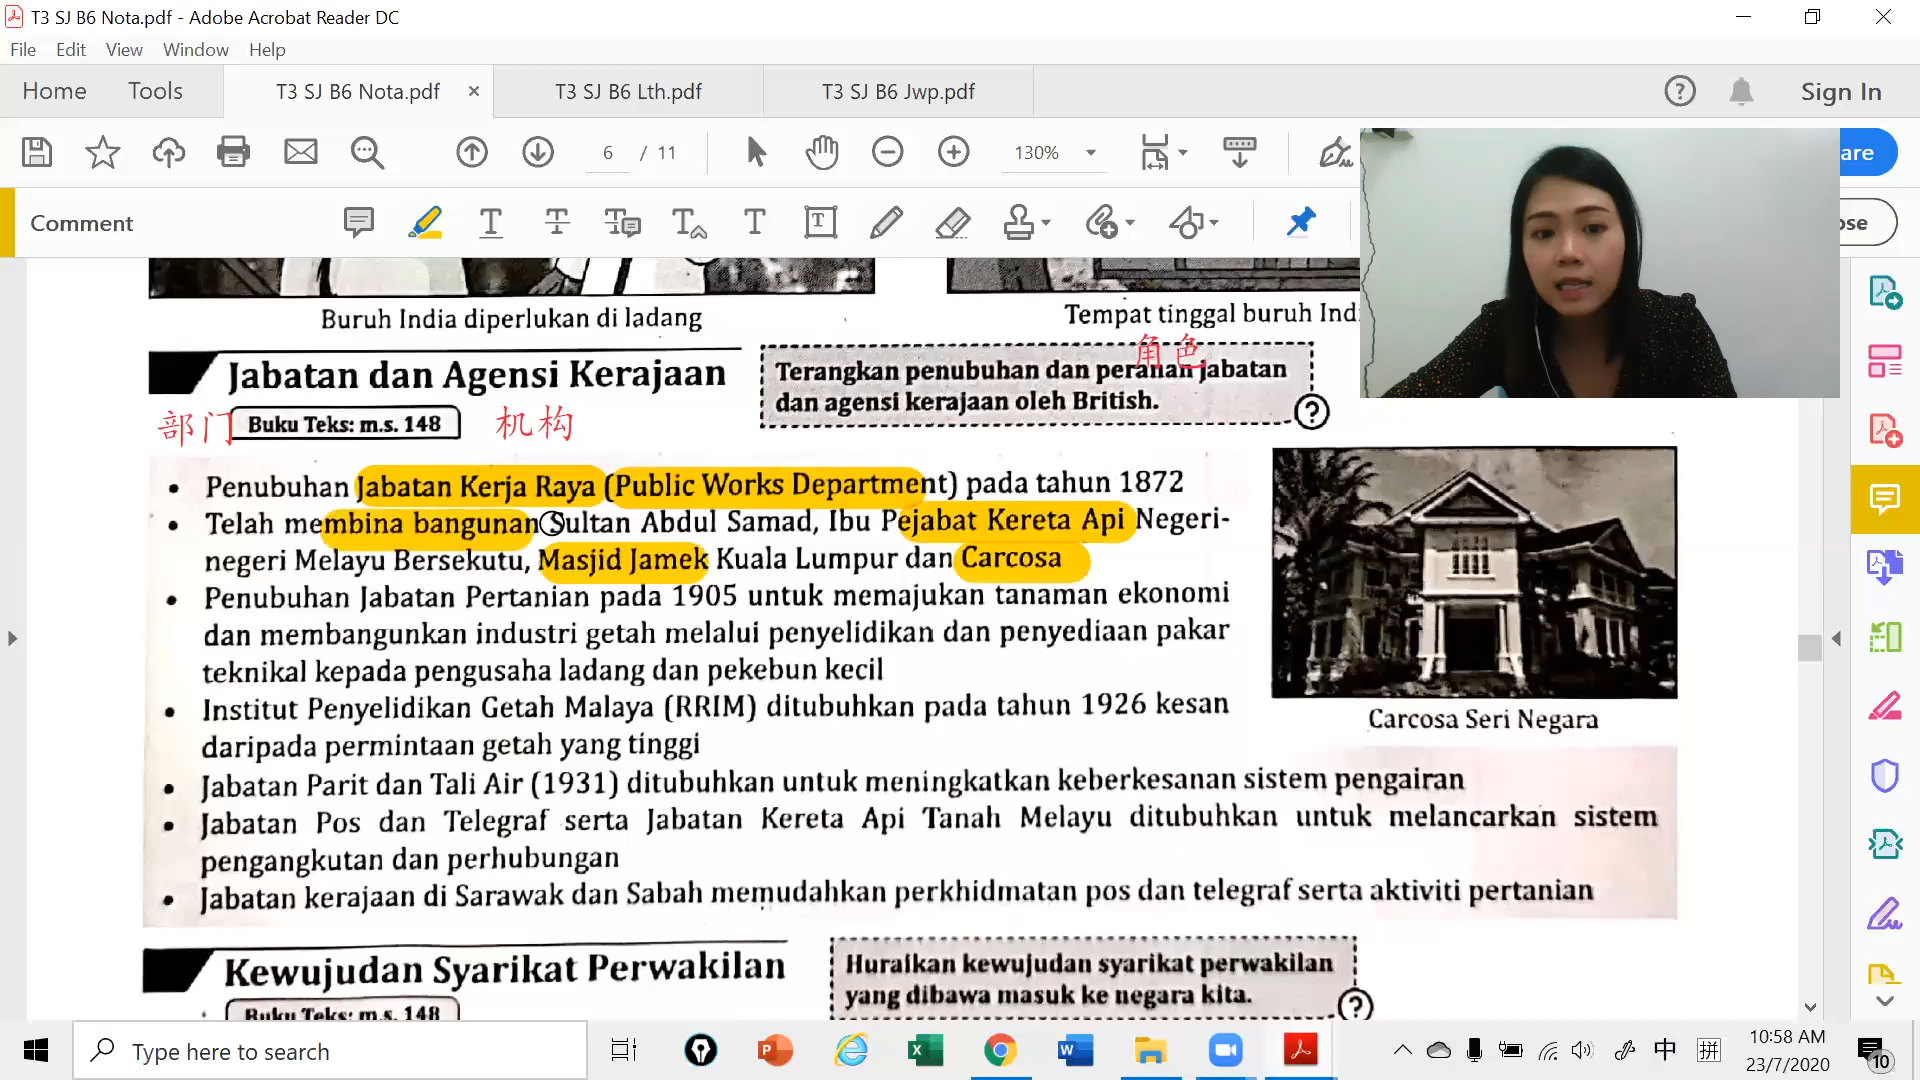 T3 SJ B6 Nota.pdf - Adobe Acrobat Reader DC
File Edit View Window Help
Home Tools T3 SJ B6 Nota.pdf × T3 SJ B6 Lth.pdf T3 SJ B6 Jwp.pdf Sign In
6 / 11 130% are
Comment ose
Buruh India diperlukan di ladang
Tempat tinggal buruh Indi
Jabatan dan Agensi Kerajaan
部门 Buku Teks: m.s. 148 机构
角色
Terangkan penubuhan dan peranan jabatan
dan agensi kerajaan oleh British.
?
• Penubuhan Jabatan Kerja Raya (Public Works Department) pada tahun 1872
• Telah membina bangunan Sultan Abdul Samad, Ibu Pejabat Kereta Api Negeri-
negeri Melayu Bersekutu, Masjid Jamek Kuala Lumpur dan Carcosa
• Penubuhan Jabatan Pertanian pada 1905 untuk memajukan tanaman ekonomi
dan membangunkan industri getah melalui penyelidikan dan penyediaan pakar
teknikal kepada pengusaha ladang dan pekebun kecil
• Institut Penyelidikan Getah Malaya (RRIM) ditubuhkan pada tahun 1926 kesan
daripada permintaan getah yang tinggi
Carcosa Seri Negara
• Jabatan Parit dan Tali Air (1931) ditubuhkan untuk meningkatkan keberkesanan sistem pengairan
• Jabatan Pos dan Telegraf serta Jabatan Kereta Api Tanah Melayu ditubuhkan untuk melancarkan sistem
pengangkutan dan perhubungan
• Jabatan kerajaan di Sarawak dan Sabah memudahkan perkhidmatan pos dan telegraf serta aktiviti pertanian
Kewujudan Syarikat Perwakilan
Buku Teks: m.s. 148
Huraikan kewujudan syarikat perwakilan
yang dibawa masuk ke negara kita.
?
Type here to search
中 拼
10:58 AM
23/7/2020
10